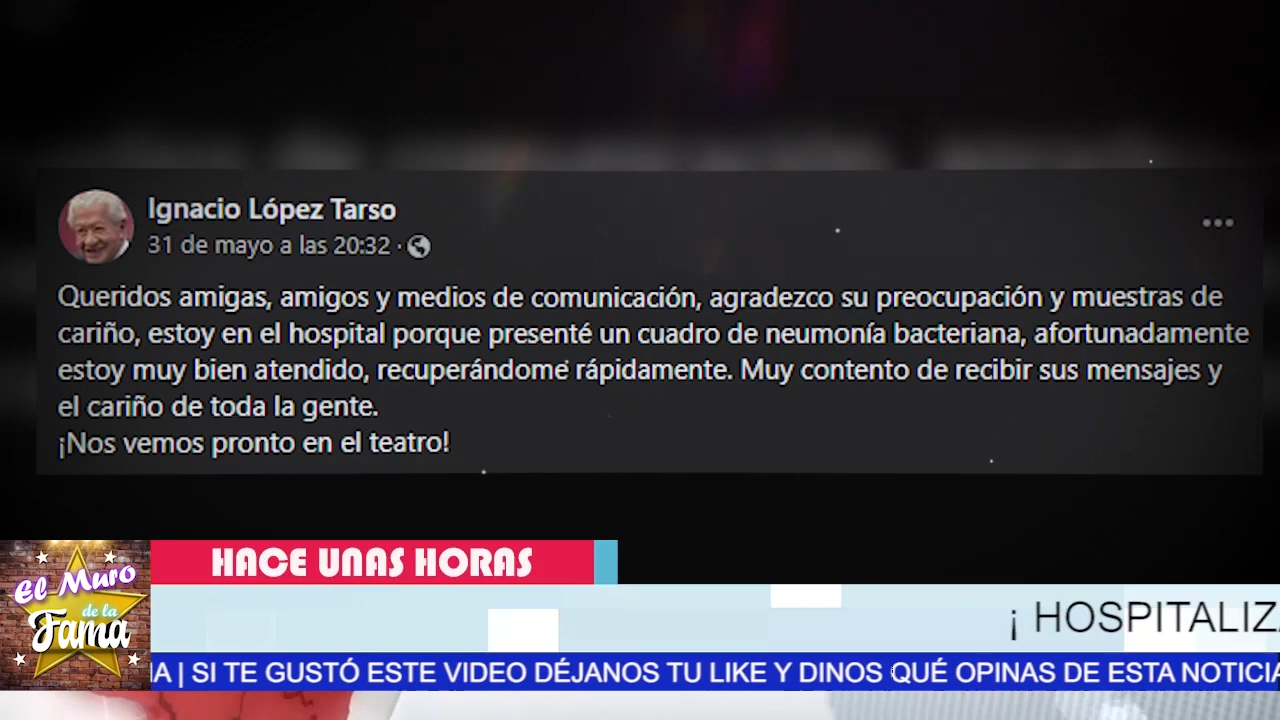 Ignacio López Tarso
31 de mayo a las 20:32 ·
Queridos amigas, amigos y medios de comunicación, agradezco su preocupación y muestras de
cariño, estoy en el hospital porque presenté un cuadro de neumonía bacteriana, afortunadamente
estoy muy bien atendido, recuperándome rápidamente. Muy contento de recibir sus mensajes y
el cariño de toda la gente.
¡Nos vemos pronto en el teatro!
El Muro
de la
Fama
HACE UNAS HORAS
¡ HOSPITALIZ
IA | SI TE GUSTÓ ESTE VIDEO DÉJANOS TU LIKE Y DINOS QUÉ OPINAS DE ESTA NOTICIA